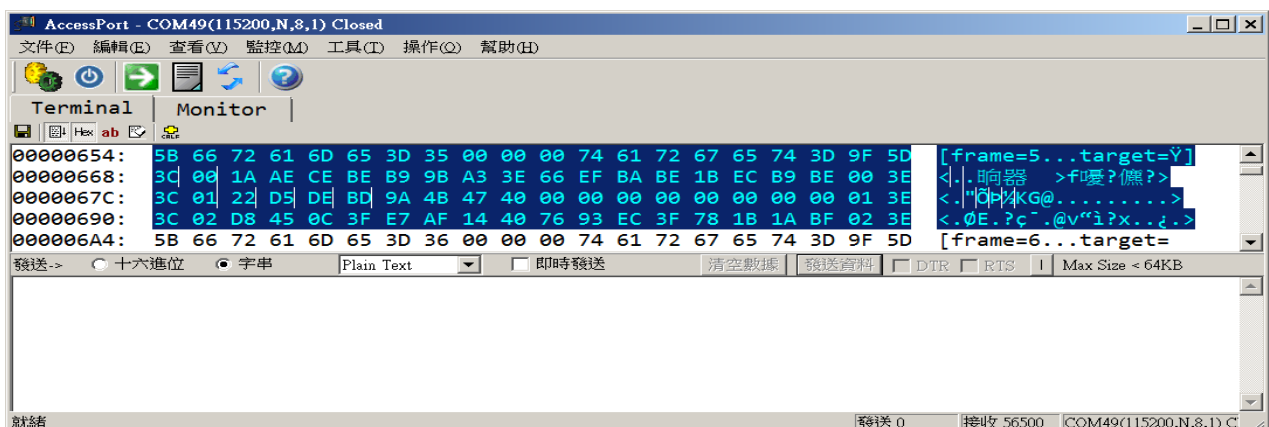 AccessPort - COM49(115200,N,8,1) Closed
文件(F) 編輯(E) 查看(V) 監控(M) 工具(T) 操作(O) 幫助(H)
Terminal Monitor
Hex ab CRLF
00000654: 5B 66 72 61 6D 65 3D 35 00 00 00 74 61 72 67 65 74 3D 9F 5D [frame=5...target=Ÿ]
00000668: 3C 00 1A AE CE BE B9 9B A3 3E 66 EF BA BE 1B EC B9 BE 00 3E <..晌器 >f嚘?儺?>
0000067C: 3C 01 22 D5 DE BD 9A 4B 47 40 00 00 00 00 00 00 00 00 01 3E <."ÕÞ½KG@.........>
00000690: 3C 02 D8 45 0C 3F E7 AF 14 40 76 93 EC 3F 78 1B 1A BF 02 3E <.ØE.?ç¯.@v“ì?x..¿.>
000006A4: 5B 66 72 61 6D 65 3D 36 00 00 00 74 61 72 67 65 74 3D 9F 5D [frame=6...target=
發送-> 十六進位 字串 Plain Text 即時發送 清空數據 發送資料 DTR RTS Max Size < 64KB
就緒 發送 0 接收 56500 COM49(115200,N,8,1) C